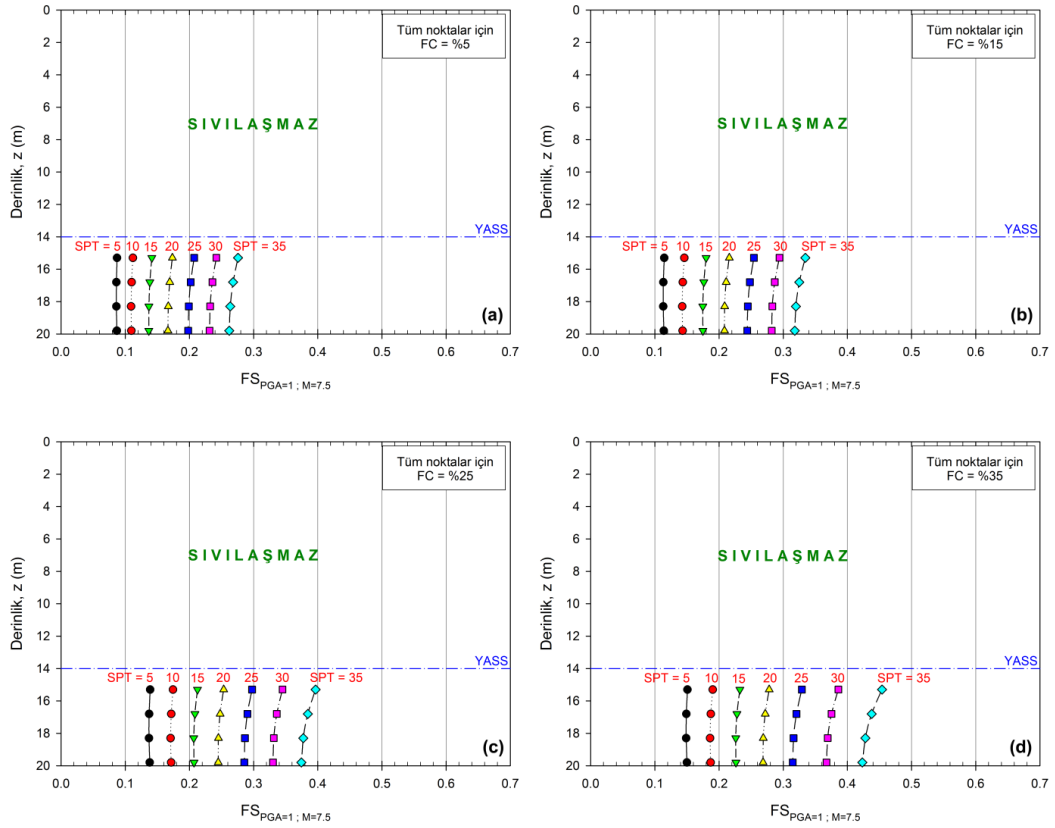 Tüm noktalar için
FC = %5
SIVILAŞMAZ
YASS
SPT = 5 10 15 20 25 30 SPT = 35
(a)
0
2
4
6
8
10
12
14
16
18
20
Derinlik, z (m)
0.0 0.1 0.2 0.3 0.4 0.5 0.6 0.7
FS PGA=1 ; M=7.5
Tüm noktalar için
FC = %15
SIVILAŞMAZ
YASS
SPT = 5 10 15 20 25 30 SPT = 35
(b)
0
2
4
6
8
10
12
14
16
18
20
Derinlik, z (m)
0.0 0.1 0.2 0.3 0.4 0.5 0.6 0.7
FS PGA=1 ; M=7.5
Tüm noktalar için
FC = %25
SIVILAŞMAZ
YASS
SPT = 5 10 15 20 25 30 SPT = 35
(c)
0
2
4
6
8
10
12
14
16
18
20
Derinlik, z (m)
0.0 0.1 0.2 0.3 0.4 0.5 0.6 0.7
FS PGA=1 ; M=7.5
Tüm noktalar için
FC = %35
SIVILAŞMAZ
YASS
SPT = 5 10 15 20 25 30 SPT = 35
(d)
0
2
4
6
8
10
12
14
16
18
20
Derinlik, z (m)
0.0 0.1 0.2 0.3 0.4 0.5 0.6 0.7
FS PGA=1 ; M=7.5